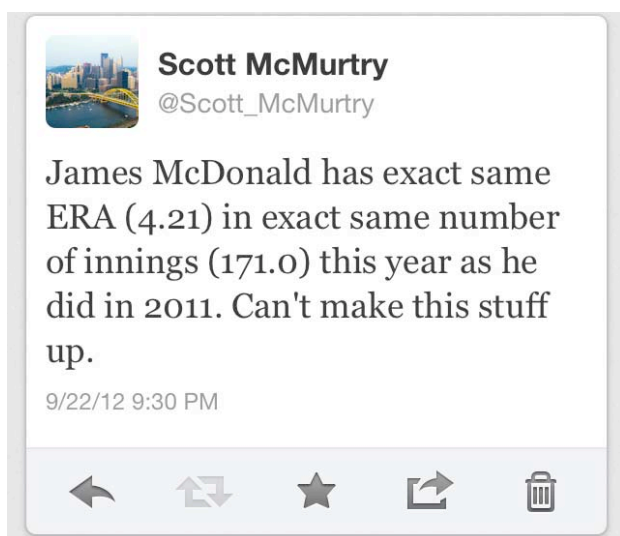 Scott McMurtry
@Scott_McMurtry
James McDonald has exact same
ERA (4.21) in exact same number
of innings (171.0) this year as he
did in 2011. Can't make this stuff
up.
9/22/12 9:30 PM